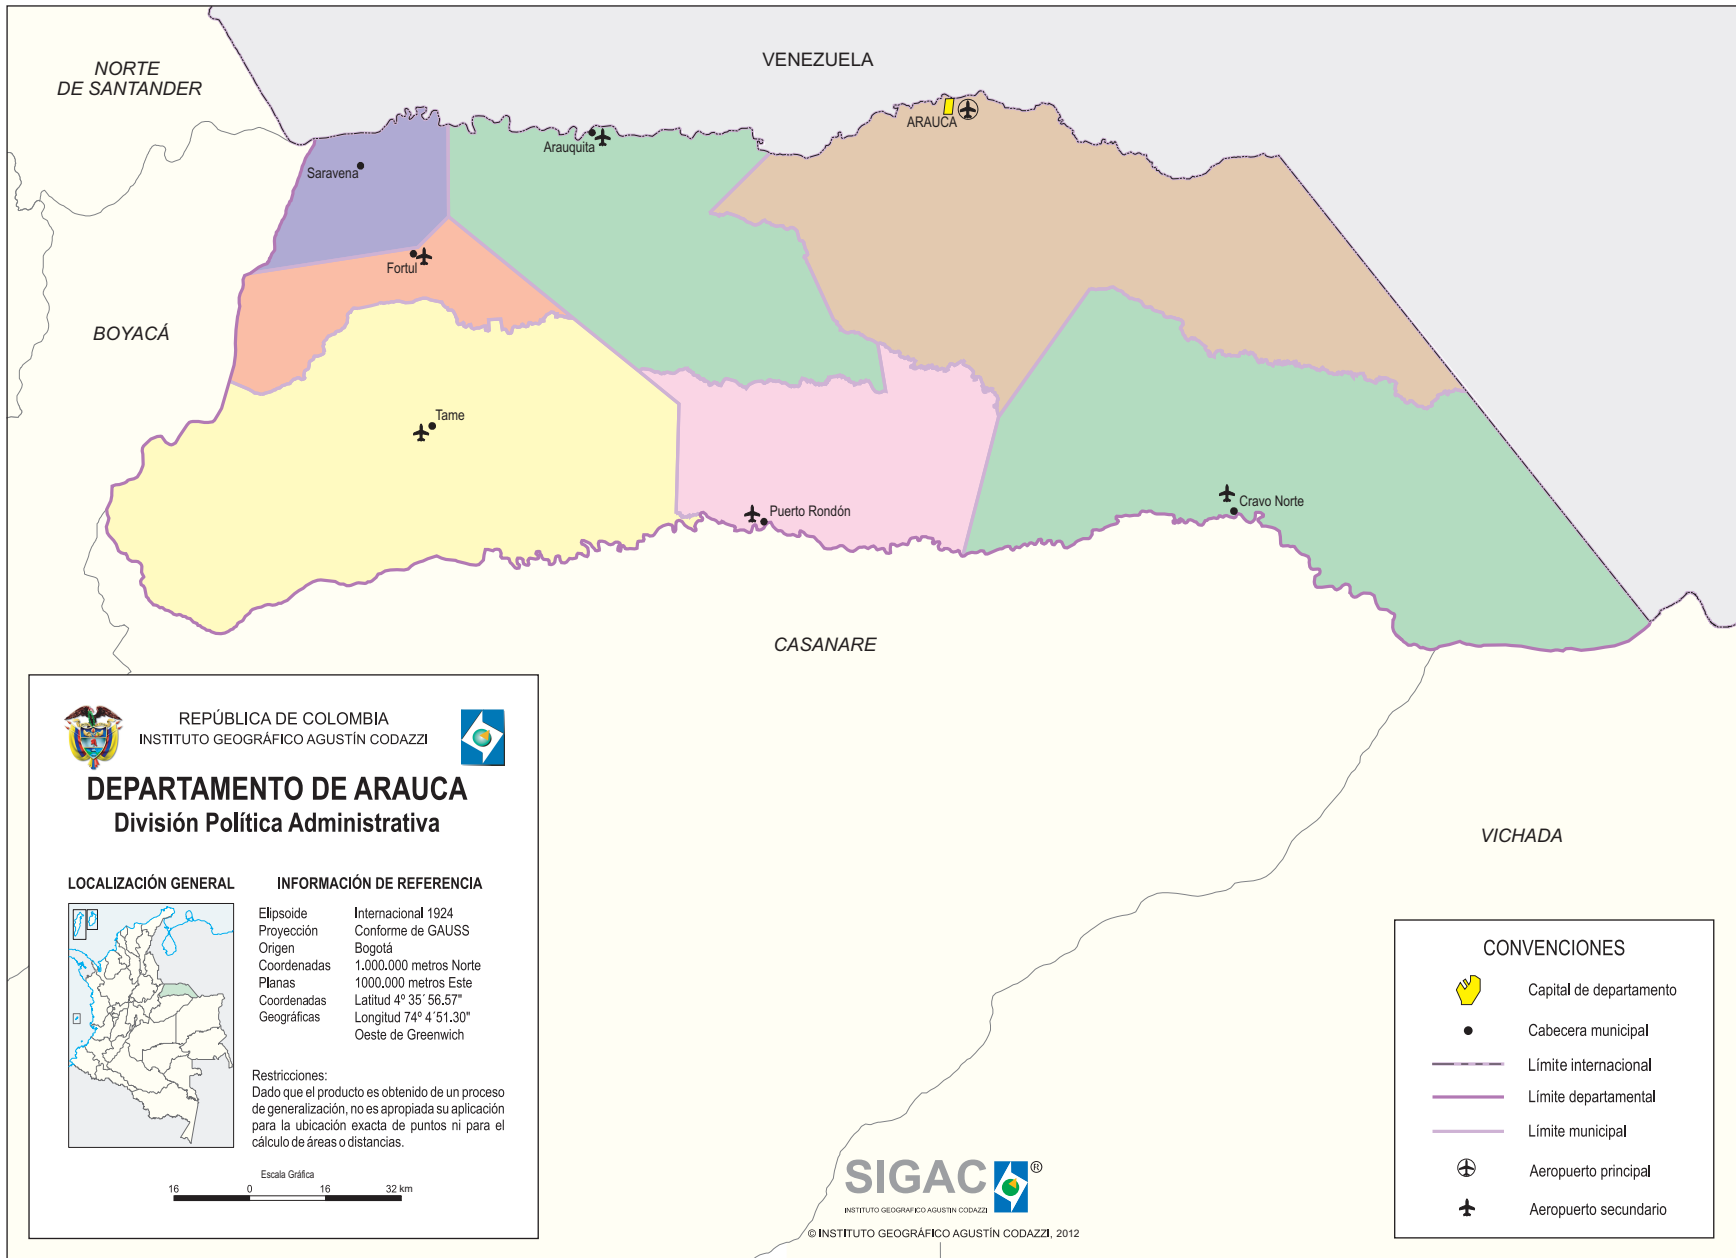 NORTE
DE SANTANDER
VENEZUELA
ARAUCA
Arauquita
Saravena
Fortul
BOYACÁ
Tame
Puerto Rondón
Cravo Norte
CASANARE
VICHADA
REPÚBLICA DE COLOMBIA
INSTITUTO GEOGRÁFICO AGUSTÍN CODAZZI
DEPARTAMENTO DE ARAUCA
División Política Administrativa
LOCALIZACIÓN GENERAL
INFORMACIÓN DE REFERENCIA
Elipsoide Internacional 1924
Proyección Conforme de GAUSS
Origen Bogotá
Coordenadas 1.000.000 metros Norte
Planas 1000.000 metros Este
Coordenadas Latitud 4º 35´56.57"
Geográficas Longitud 74º 4´51.30"
Oeste de Greenwich
Restricciones:
Dado que el producto es obtenido de un proceso
de generalización, no es apropiada su aplicación
para la ubicación exacta de puntos ni para el
cálculo de áreas o distancias.
Escala Gráfica
16 0 16 32 km
SIGAC ®
INSTITUTO GEOGRAFICO AGUSTIN CODAZZI
© INSTITUTO GEOGRÁFICO AGUSTÍN CODAZZI, 2012
CONVENCIONES
Capital de departamento
Cabecera municipal
Límite internacional
Límite departamental
Límite municipal
Aeropuerto principal
Aeropuerto secundario